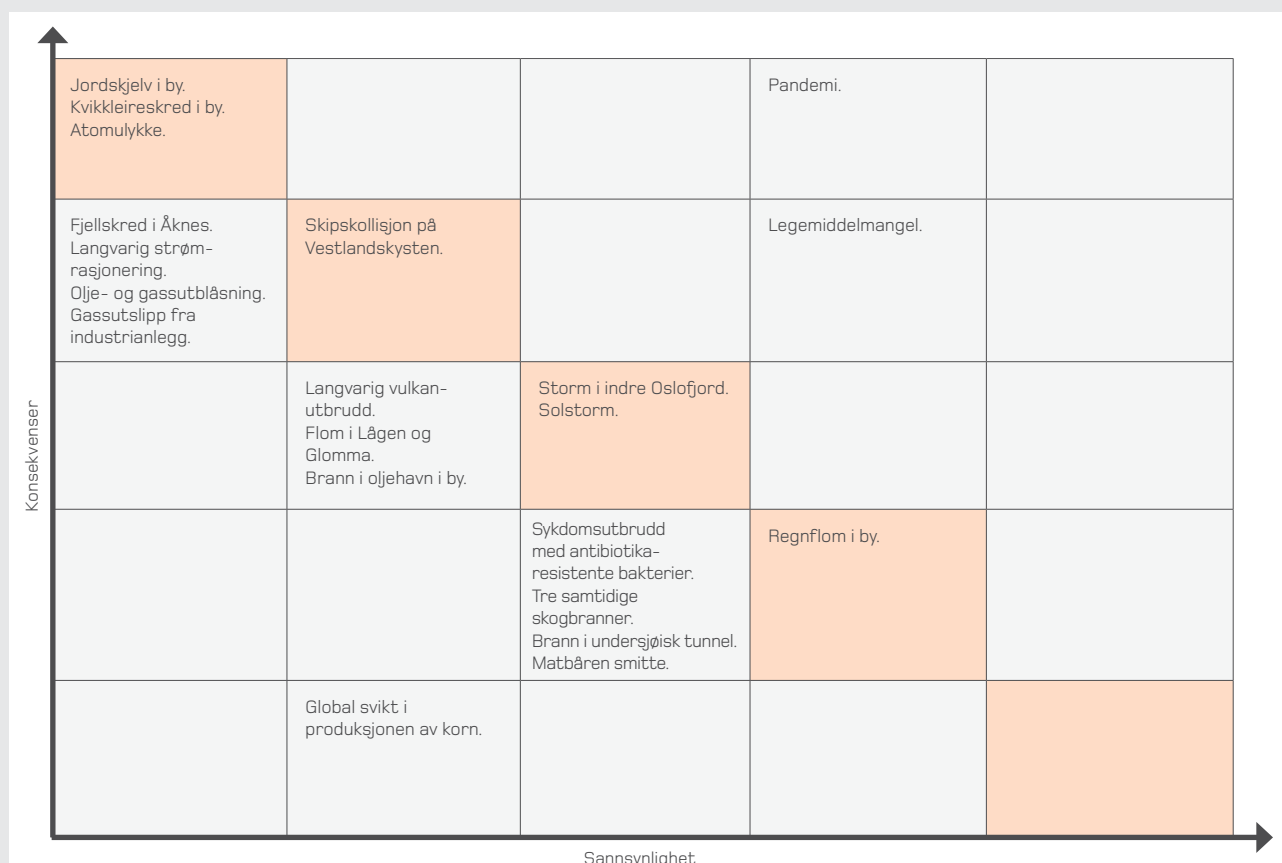 Jordskjelv i by.
Kvikkleireskred i by.
Atomulykke.
Pandemi.
Fjellskred i Åknes.
Langvarig strøm-
rasjonering.
Olje- og gassutblåsning.
Gassutslipp fra
industrianlegg.
Skipskollisjon på
Vestlandskysten.
Legemiddelmangel.
Langvarig vulkan-
utbrudd.
Flom i Lågen og
Glomma.
Brann i oljehavn i by.
Storm i indre Oslofjord.
Solstorm.
Sykdomsutbrudd
med antibiotika-
resistente bakterier.
Tre samtidige
skogbranner.
Brann i undersjøisk tunnel.
Matbåren smitte.
Regnflom i by.
Global svikt i
produksjonen av korn.
Konsekvenser
Sannsynlighet